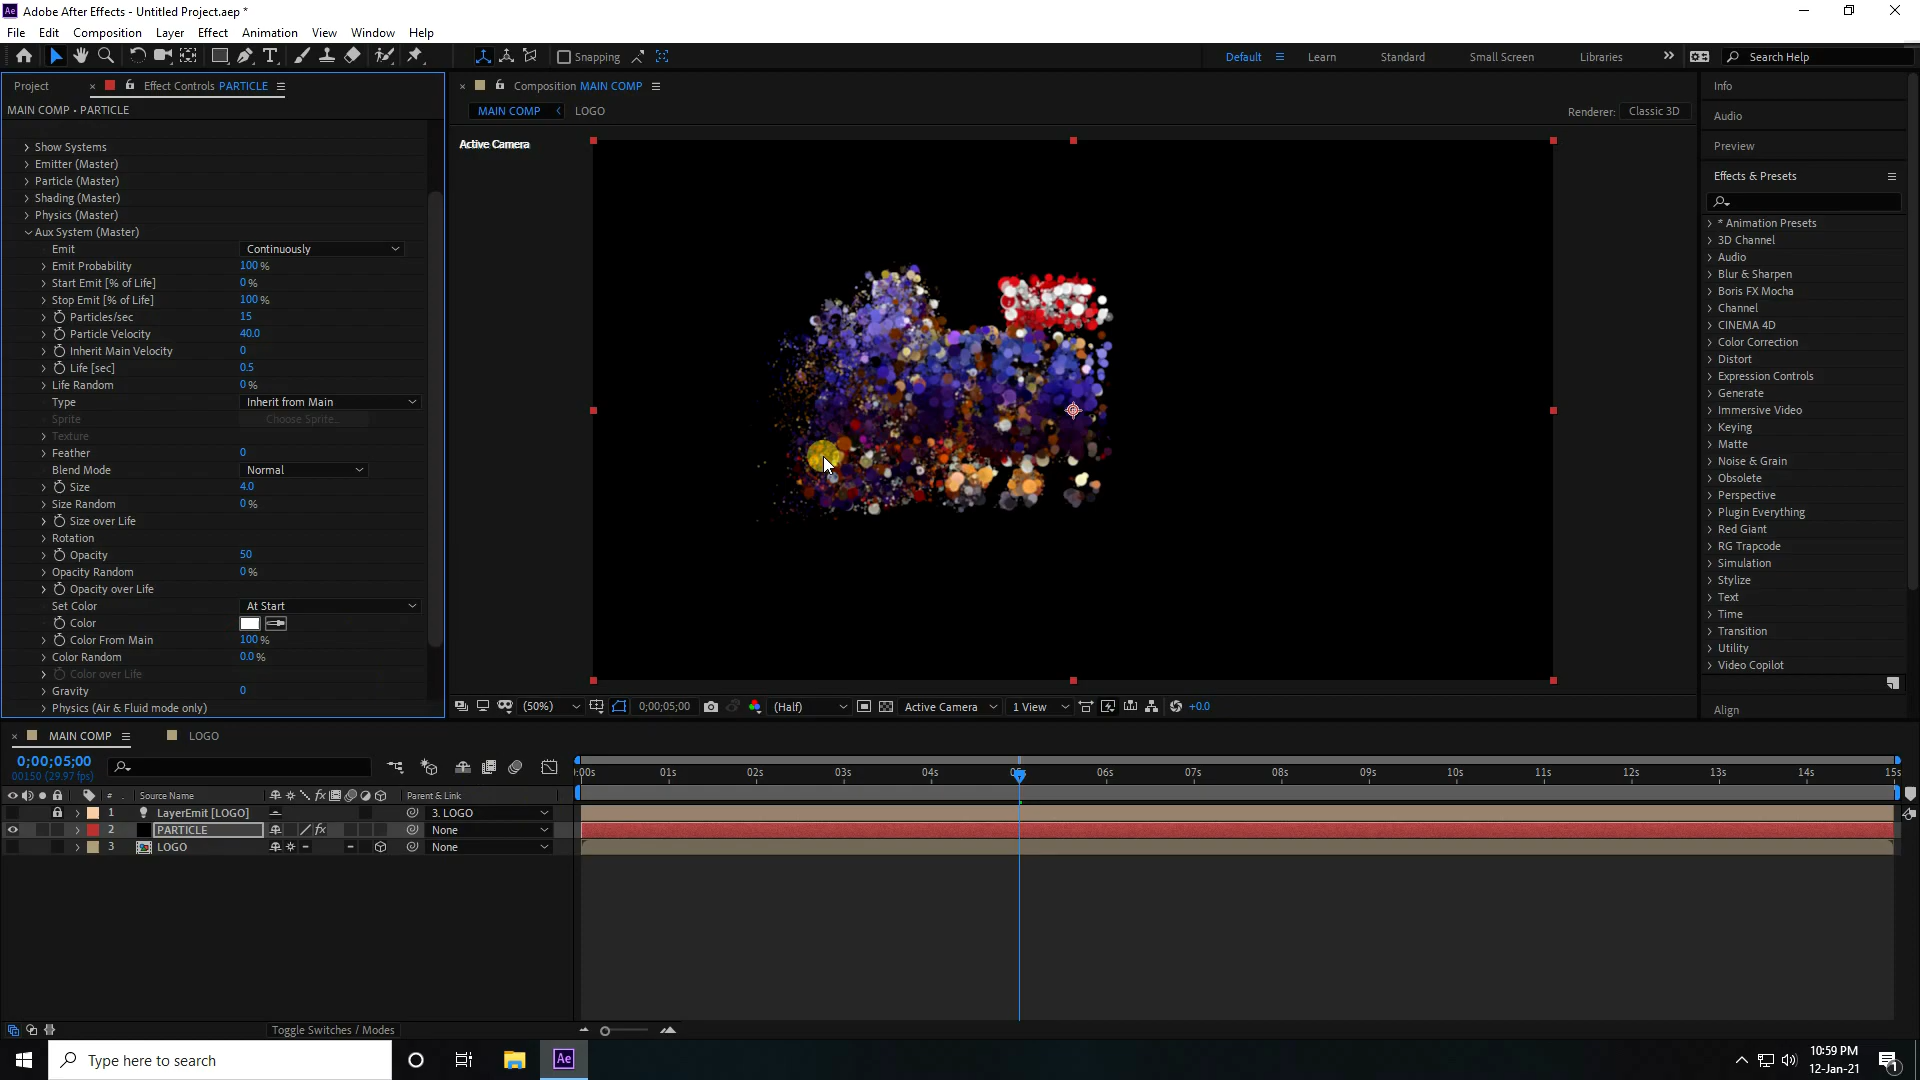 Adobe After Effects - Untitled Project.aep *
File Edit Composition Layer Effect Animation View Window Help
Snapping
Default Learn Standard Small Screen Libraries Search Help
Project Effect Controls PARTICLE
MAIN COMP • PARTICLE
Show Systems
Emitter (Master)
Particle (Master)
Shading (Master)
Physics (Master)
Aux System (Master)
Emit Continuously
Emit Probability 100 %
Start Emit [% of Life] 0 %
Stop Emit [% of Life] 100 %
Particles/sec 15
Particle Velocity 40.0
Inherit Main Velocity 0
Life [sec] 0.5
Life Random 0 %
Type Inherit from Main
Sprite Choose Sprite...
Texture
Feather 0
Blend Mode Normal
Size 4.0
Size Random 0 %
Size over Life
Rotation
Opacity 50
Opacity Random 0 %
Opacity over Life
Set Color At Start
Color
Color From Main 100 %
Color Random 0.0 %
Color over Life
Gravity 0
Physics (Air & Fluid mode only)
Composition MAIN COMP
MAIN COMP LOGO
Renderer: Classic 3D
Active Camera
(50%) 0;00;05;00 (Half) Active Camera 1 View +0.0
Info
Audio
Preview
Effects & Presets
* Animation Presets
3D Channel
Audio
Blur & Sharpen
Boris FX Mocha
Channel
CINEMA 4D
Color Correction
Distort
Expression Controls
Generate
Immersive Video
Keying
Matte
Noise & Grain
Obsolete
Perspective
Plugin Everything
Red Giant
RG Trapcode
Simulation
Stylize
Text
Time
Transition
Utility
Video Copilot
Align
MAIN COMP LOGO
0;00;05;00
00150 (29.97 fps)
:00s 01s 02s 03s 04s 05s 06s 07s 08s 09s 10s 11s 12s 13s 14s 15s
# Source Name fx Parent & Link
1 LayerEmit [LOGO] 3. LOGO
2 PARTICLE fx None
3 LOGO None
Toggle Switches / Modes
Type here to search
Ae
10:59 PM
12-Jan-21
1